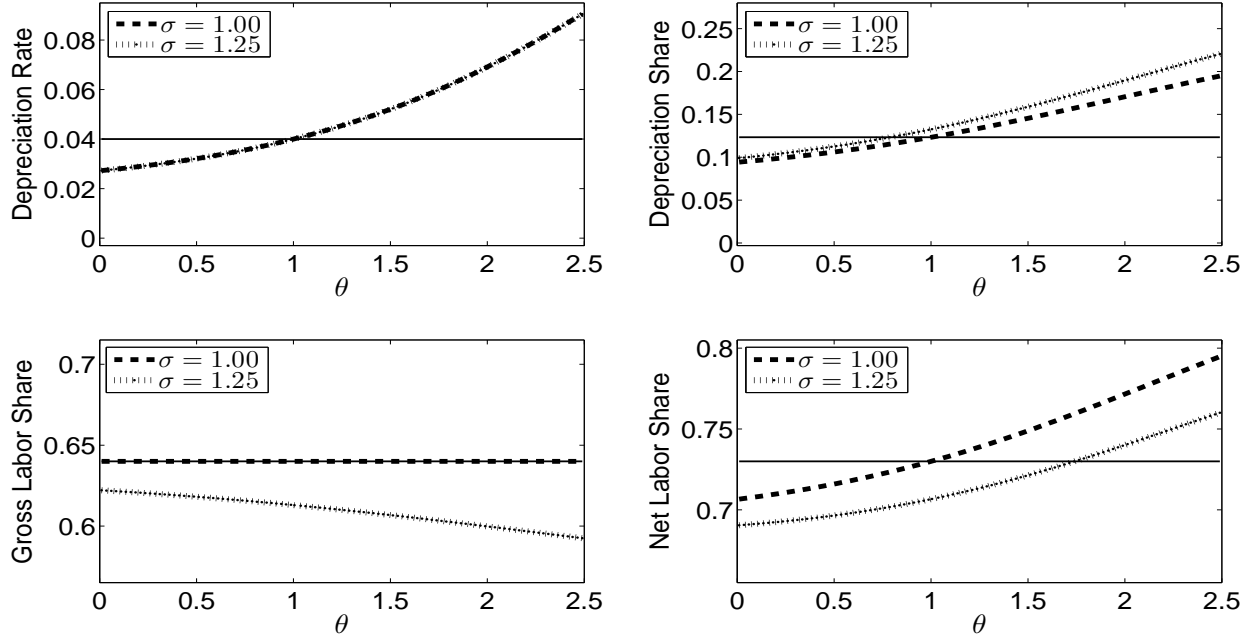 σ = 1.00
σ = 1.25
Depreciation Rate
0.08
0.06
0.04
0.02
0
0 0.5 1 1.5 2 2.5
θ
σ = 1.00
σ = 1.25
Depreciation Share
0.25
0.2
0.15
0.1
0.05
0
0 0.5 1 1.5 2 2.5
θ
σ = 1.00
σ = 1.25
Gross Labor Share
0.7
0.65
0.6
0 0.5 1 1.5 2 2.5
θ
σ = 1.00
σ = 1.25
Net Labor Share
0.8
0.75
0.7
0 0.5 1 1.5 2 2.5
θ